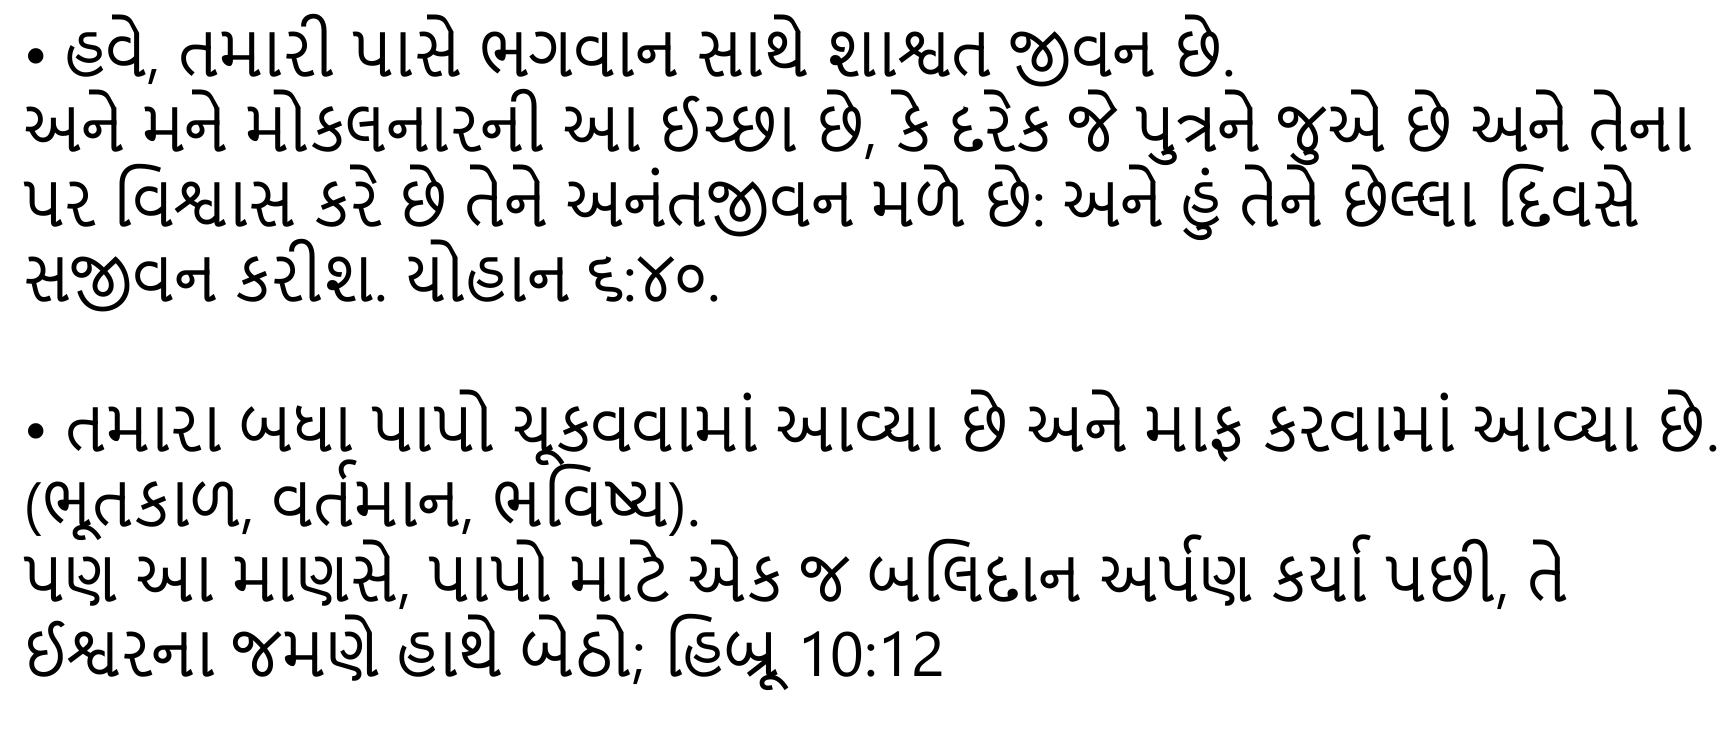 • હવે, તમારી પાસે ભગવાન સાથે શાશ્વત જીવન છે.
અને મને મોકલનારની આ ઈચ્છા છે, કે દરેક જે પુત્રને જુએ છે અને તેના
પર વિશ્વાસ કરે છે તેને અનંતજીવન મળે છે: અને હું તેને છેલ્લા દિવસે
સજીવન કરીશ. યોહાન ૬:૪૦.
• તમારા બધા પાપો ચૂકવવામાં આવ્યા છે અને માફ કરવામાં આવ્યા છે.
(ભૂતકાળ, વર્તમાન, ભવિષ્ય).
પણ આ માણસે, પાપો માટે એક જ બલિદાન અર્પણ કર્યા પછી, તે
ઈશ્વરના જમણે હાથે બેઠો; હિબ્રૂ 10:12